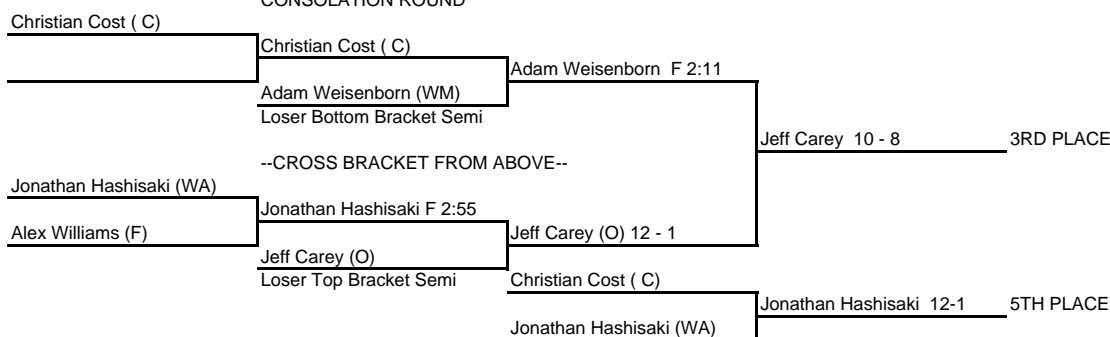 CONSOLATION ROUND
Christian Cost ( C)
Christian Cost ( C)
Adam Weisenborn  F 2:11
Adam Weisenborn (WM)
Loser Bottom Bracket Semi
Jeff Carey  10 - 8
3RD PLACE
--CROSS BRACKET FROM ABOVE--
Jonathan Hashisaki (WA)
Jonathan Hashisaki F 2:55
Alex Williams (F)
Jeff Carey (O) 12 - 1
Jeff Carey (O)
Loser Top Bracket Semi
Christian Cost ( C)
Jonathan Hashisaki  12-1
5TH PLACE
Jonathan Hashisaki (WA)